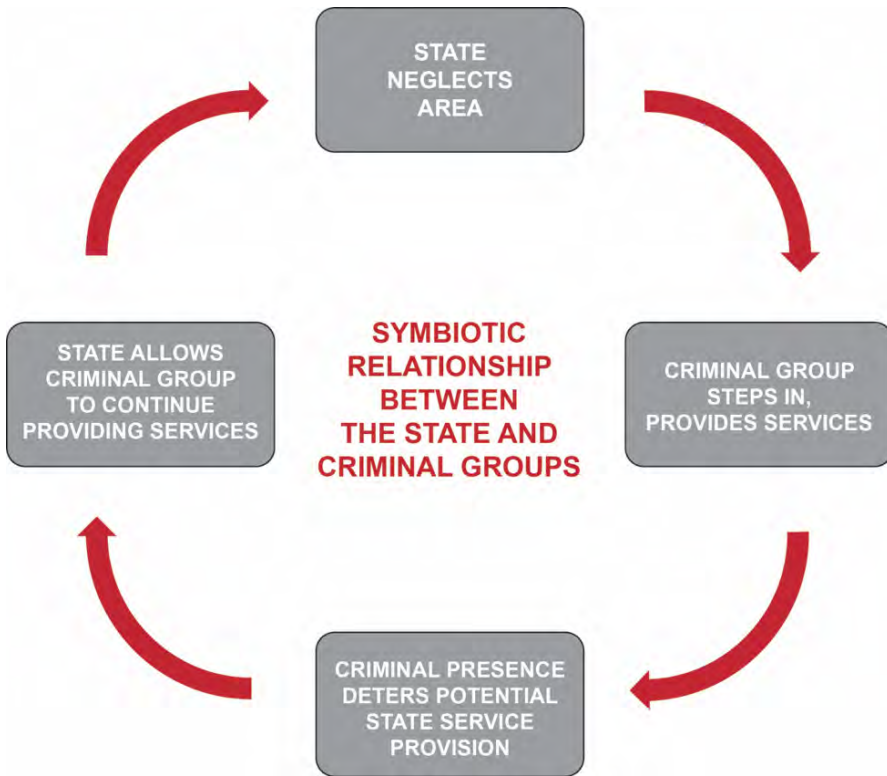 STATE
NEGLECTS
AREA
CRIMINAL GROUP
STEPS IN,
PROVIDES SERVICES
CRIMINAL PRESENCE
DETERS POTENTIAL
STATE SERVICE
PROVISION
STATE ALLOWS
CRIMINAL GROUP
TO CONTINUE
PROVIDING SERVICES
SYMBIOTIC
RELATIONSHIP
BETWEEN
THE STATE AND
CRIMINAL GROUPS